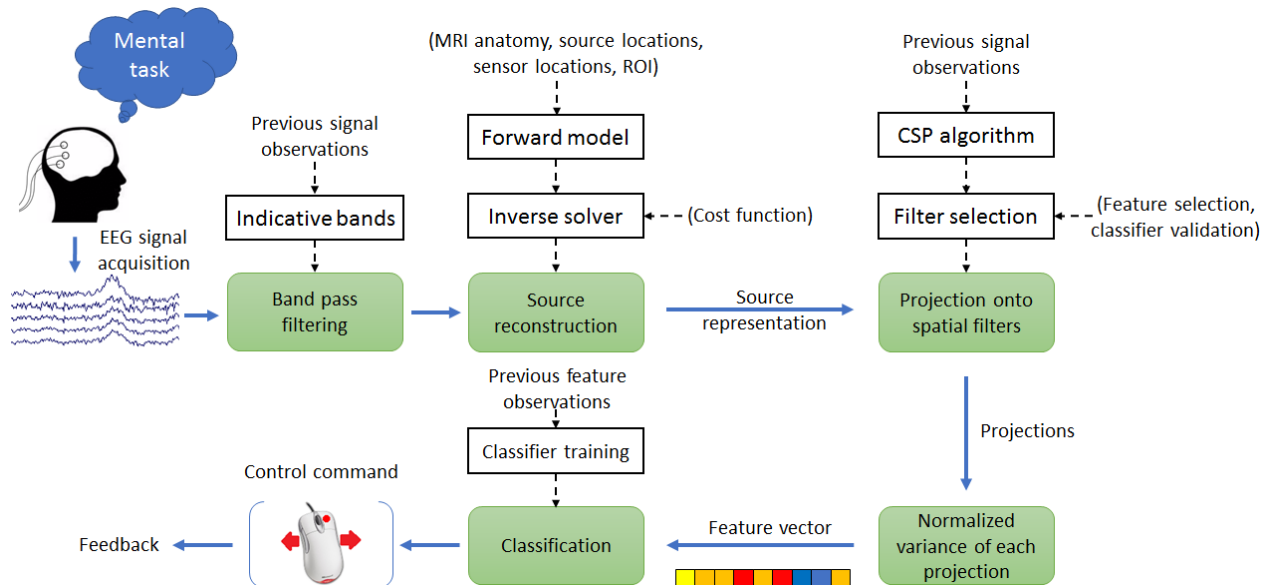 Mental
task
(MRI anatomy, source locations,
sensor locations, ROI)
Previous signal
observations
Previous signal
observations
Forward model
CSP algorithm
Indicative bands
Inverse solver
(Cost function)
Filter selection
(Feature selection,
classifier validation)
EEG signal
acquisition
Band pass
filtering
Source
reconstruction
Source
representation
Projection onto
spatial filters
Previous feature
observations
Classifier training
Projections
Control command
Feedback
Classification
Feature vector
Normalized
variance of each
projection